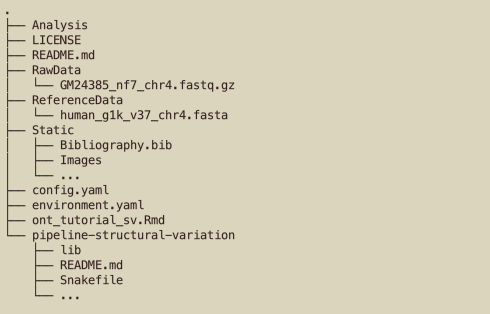 .
├── Analysis
├── LICENSE
├── README.md
├── RawData
│   └── GM24385_nf7_chr4.fastq.gz
├── ReferenceData
│   └── human_g1k_v37_chr4.fasta
├── Static
│   ├── Bibliography.bib
│   ├── Images
│   └── ...
├── config.yaml
├── environment.yaml
├── ont_tutorial_sv.Rmd
└── pipeline-structural-variation
    ├── lib
    ├── README.md
    ├── Snakefile
    └── ...